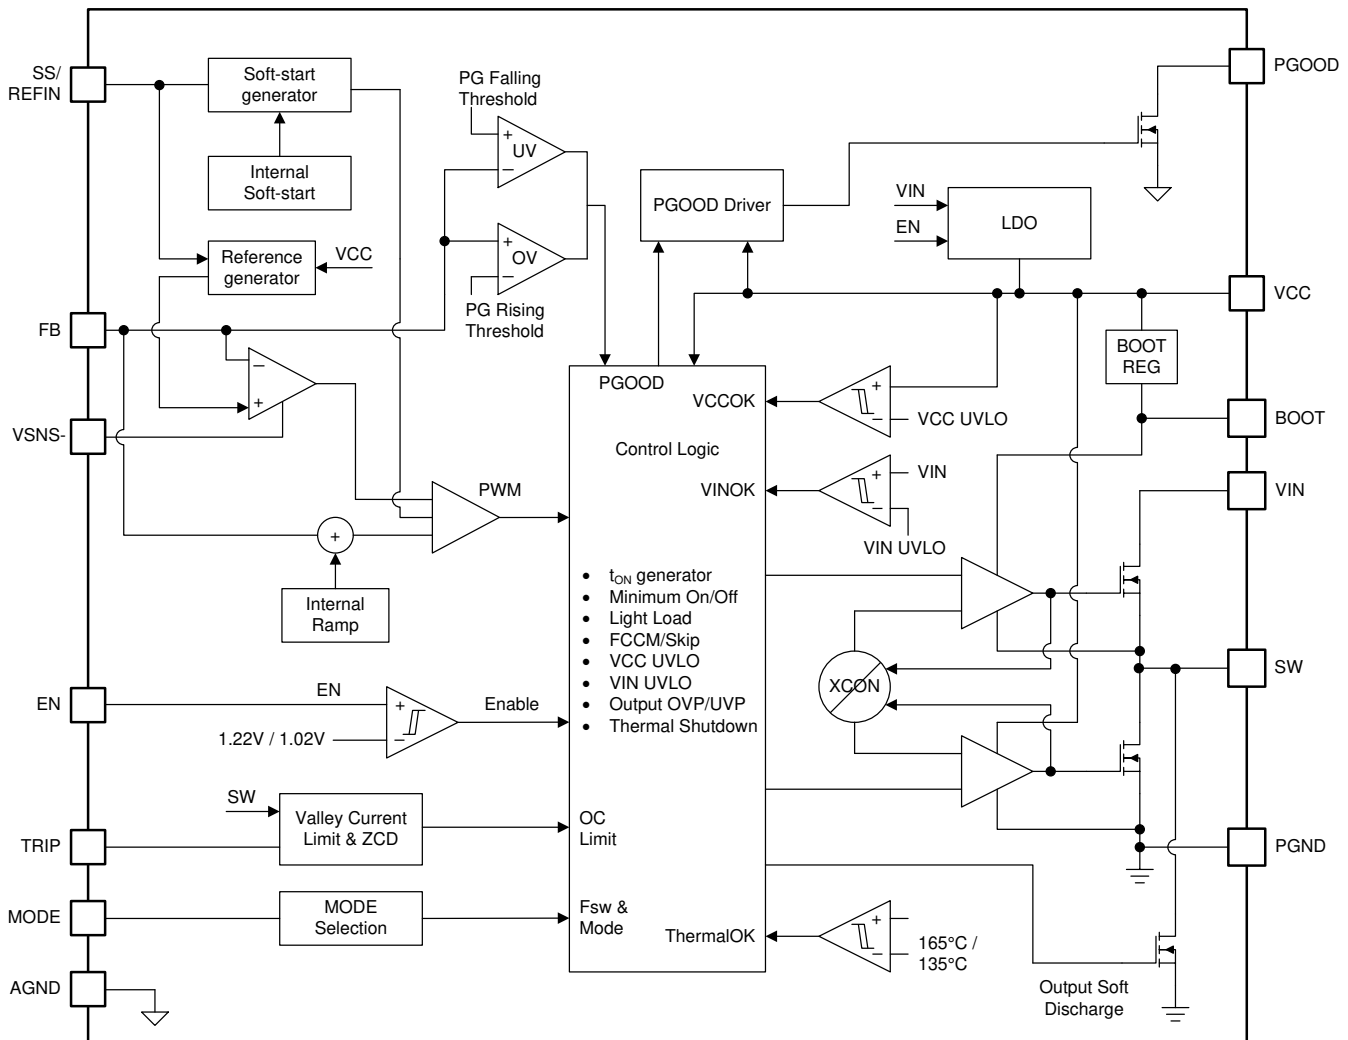 SS/
REFIN
Soft-start
generator
Internal
Soft-start
Reference
generator
VCC
FB
VSNS-
PG Falling
Threshold
+
UV
−
+
OV
−
PG Rising
Threshold
−
+
PWM
+
Internal
Ramp
EN
EN
+
−
1.22V / 1.02V
Enable
SW
TRIP
Valley Current
Limit & ZCD
MODE
MODE
Selection
AGND
PGOOD
Control Logic
• tON generator
• Minimum On/Off
• Light Load
• FCCM/Skip
• VCC UVLO
• VIN UVLO
• Output OVP/UVP
• Thermal Shutdown
OC
Limit
Fsw &
Mode
VCCOK
VINOK
ThermalOK
PGOOD Driver
VIN
EN
LDO
+
−
VCC UVLO
+
VIN
−
VIN UVLO
XCON
+
−
165°C /
135°C
Output Soft
Discharge
BOOT
REG
PGOOD
VCC
BOOT
VIN
SW
PGND